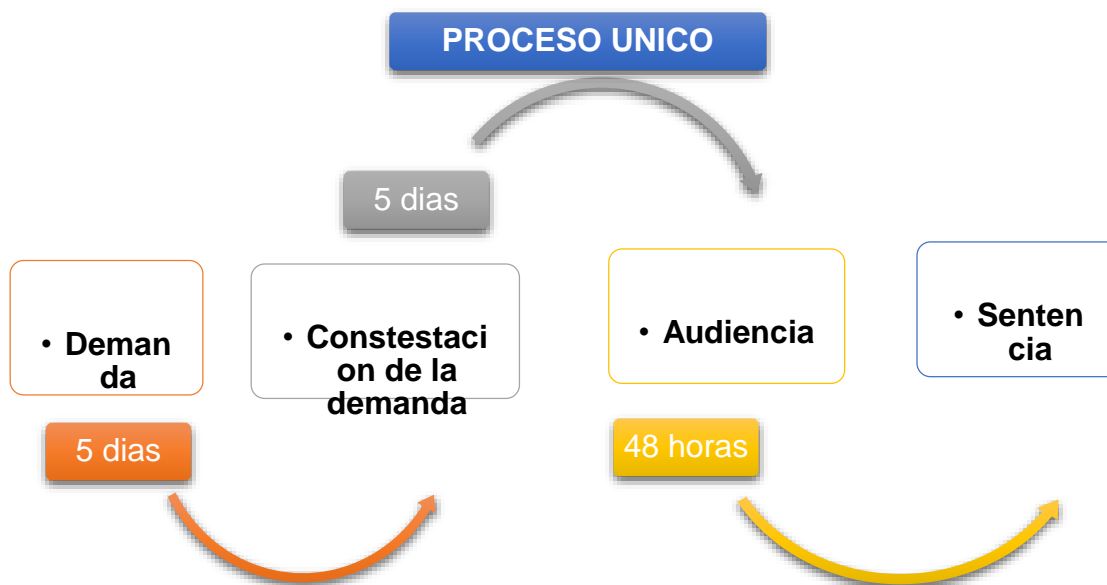 PROCESO UNICO
5 dias
• Deman
da
• Constestaci
on de la
demanda
• Audiencia
• Senten
cia
5 dias
48 horas